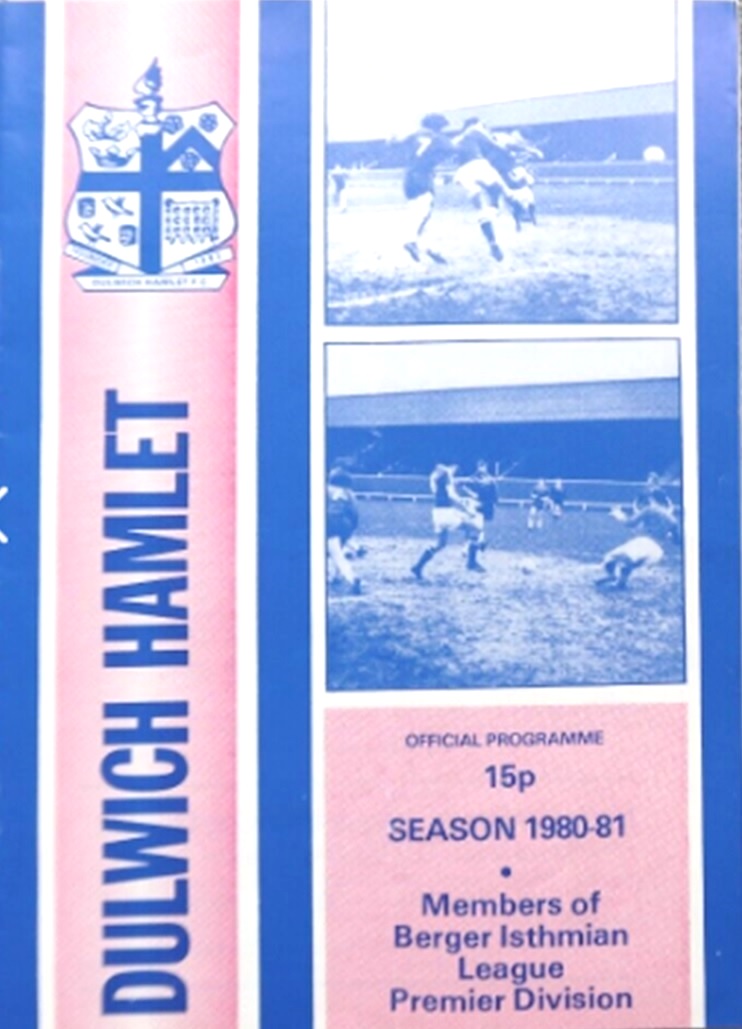 DULWICH HAMLET F.C.
DULWICH HAMLET
OFFICIAL PROGRAMME
15p
SEASON 1980-81
•
Members of
Berger Isthmian
League
Premier Division